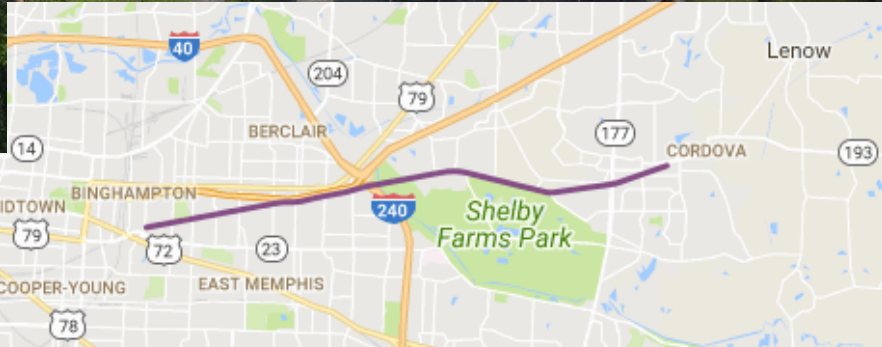 40
Lenow
204
79
BERCLAIR
177
14
CORDOVA
193
BINGHAMPTON
IDTOWN
240
Shelby
Farms Park
79
72
23
EAST MEMPHIS
COOPER-YOUNG
78